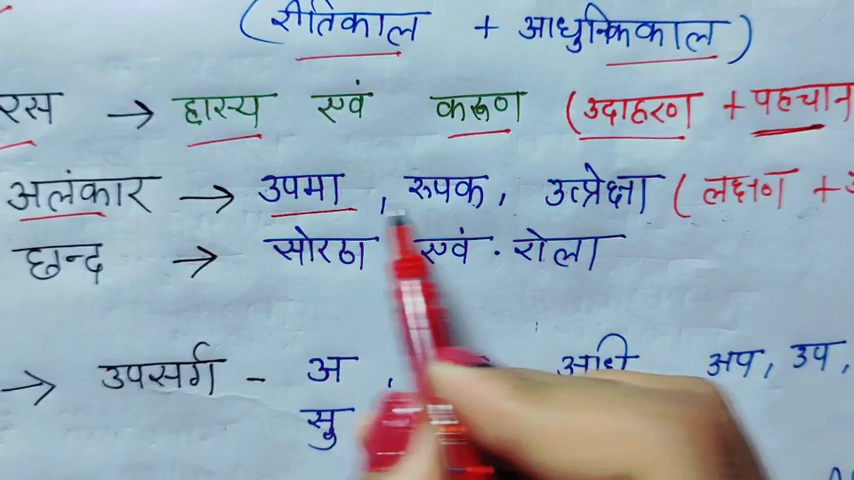 (रीतिकाल + आधुनिककाल)
रस → हास्य एवं करूण (उदाहरण + पहचान
अलंकार → उपमा, रुपक, उत्प्रेक्षा (लक्षण +
छन्द → सोरठा एवं. रोला
→ उपसर्ग - अ, अधि अप, उप,
सु